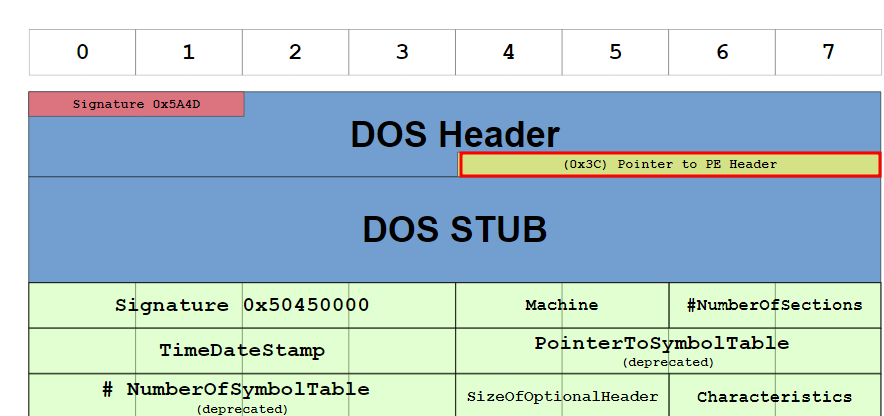 0 1 2 3 4 5 6 7
Signature 0x5A4D
DOS Header
(0x3C) Pointer to PE Header
DOS STUB
Signature 0x50450000 Machine #NumberOfSections
TimeDateStamp PointerToSymbolTable
(deprecated)
# NumberOfSymbolTable SizeOfOptionalHeader Characteristics
(deprecated)